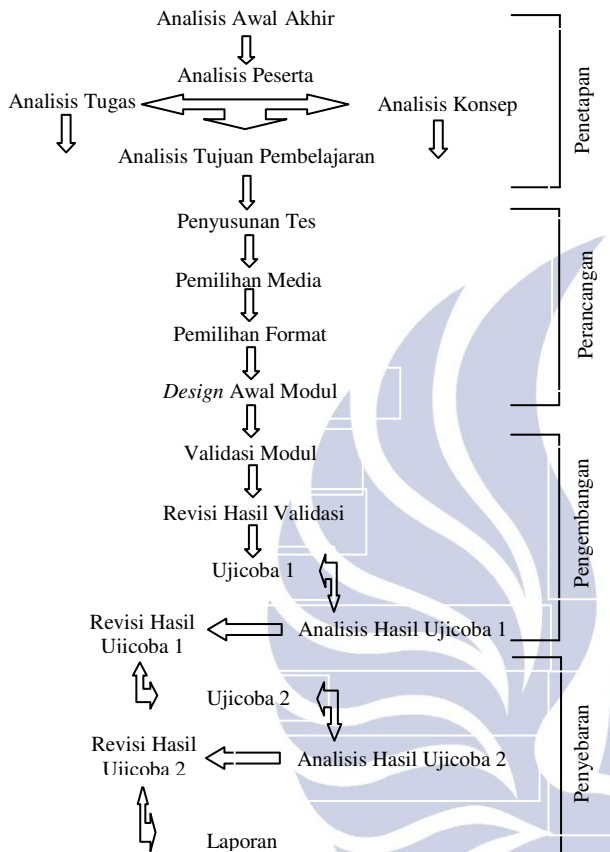 Analisis Awal Akhir
Analisis Peserta
Analisis Tugas
Analisis Konsep
Analisis Tujuan Pembelajaran
Penetapan
Penyusunan Tes
Pemilihan Media
Pemilihan Format
Design Awal Modul
Perancangan
Validasi Modul
Revisi Hasil Validasi
Ujicoba 1
Analisis Hasil Ujicoba 1
Revisi Hasil
Ujicoba 1
Pengembangan
Ujicoba 2
Analisis Hasil Ujicoba 2
Revisi Hasil
Ujicoba 2
Laporan
Penyebaran